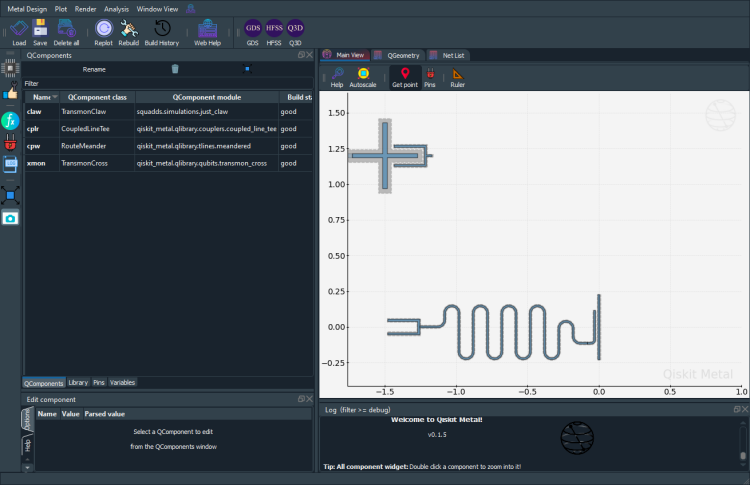 Metal Design Plot Render Analysis Window View
GDS HFSS Q3D
Load Save Delete all Replot Rebuild Build History Web Help GDS HFSS Q3D
QComponents
Rename
Filter
Name QComponent class QComponent module Build sta
claw TransmonClaw squadds.simulations.just_claw good
cplr CoupledLineTee qiskit_metal.qlibrary.couplers.coupled_line_tee good
cpw RouteMeander qiskit_metal.qlibrary.tlines.meandered good
xmon TransmonCross qiskit_metal.qlibrary.qubits.transmon_cross good
QComponents Library Pins Variables
Edit component
Options
Help
Name Value Parsed value
Select a QComponent to edit
from the QComponents window
Main View QGeometry Net List
Help Autoscale Get point Pins Ruler
1.50
1.25
1.00
0.75
0.50
0.25
0.00
−0.25
Qiskit Metal
−1.5 −1.0 −0.5 0.0 0.5 1.0
Log (filter >= debug)
Welcome to Qiskit Metal!
v0.1.5
Tip: All component widget: Double click a component to zoom into it!